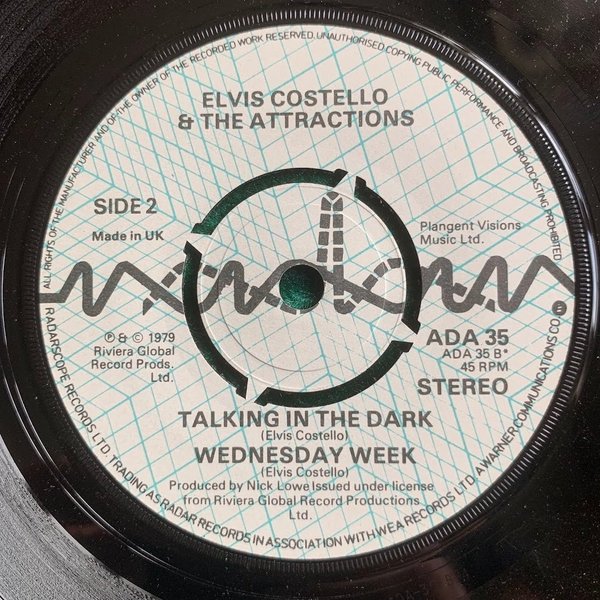 ALL RIGHTS OF THE MANUFACTURER AND OF THE OWNER OF THE RECORDED WORK RESERVED. UNAUTHORISED COPYING PUBLIC PERFORMANCE AND BROADCASTING PROHIBITED
ELVIS COSTELLO
& THE ATTRACTIONS
SIDE 2
Made in UK
Plangent Visions
Music Ltd.
℗ & © 1979
Riviera Global
Record Prods.
Ltd.
ADA 35
ADA 35 B*
45 RPM
STEREO
TALKING IN THE DARK
(Elvis Costello)
WEDNESDAY WEEK
(Elvis Costello)
Produced by Nick Lowe Issued under license
from Riviera Global Record Productions
Ltd.
RADARSCOPE RECORDS LTD. TRADING AS RADAR RECORDS IN ASSOCIATION WITH WEA RECORDS LTD. A WARNER COMMUNICATIONS CO.